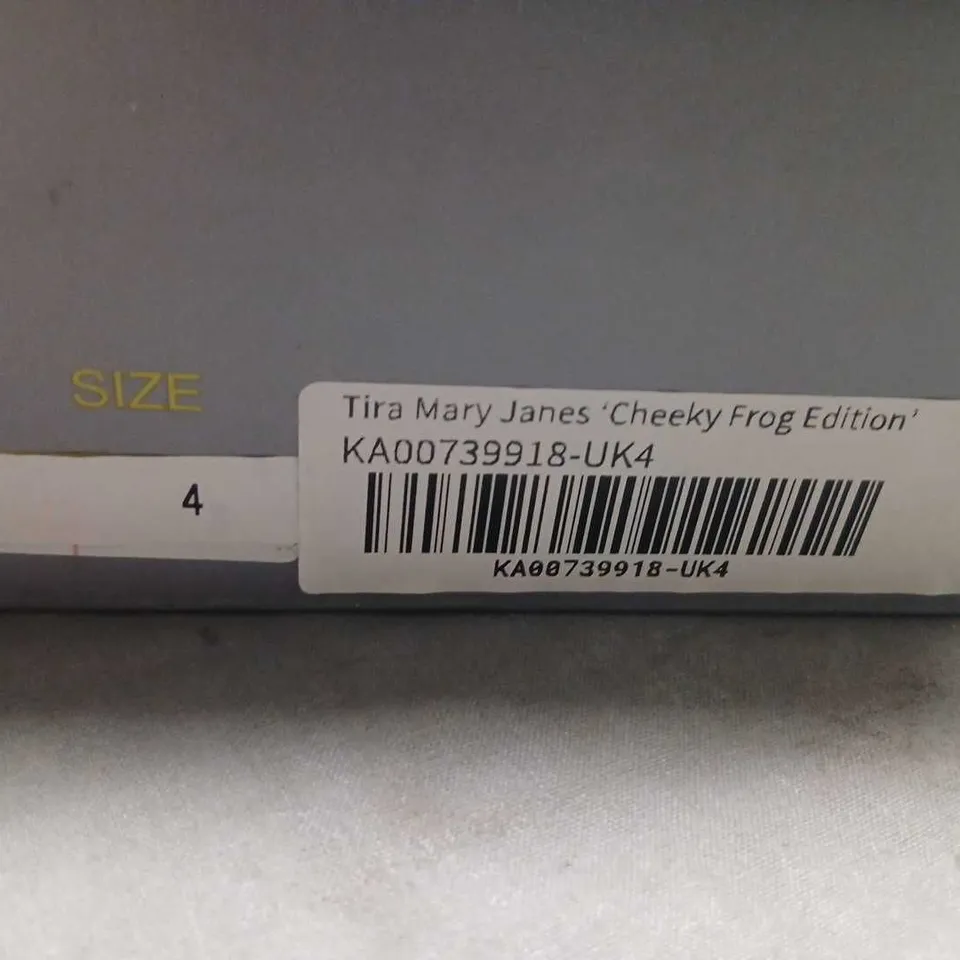 SIZE
4
Tira Mary Janes ‘Cheeky Frog Edition’
KA00739918-UK4
KA00739918-UK4